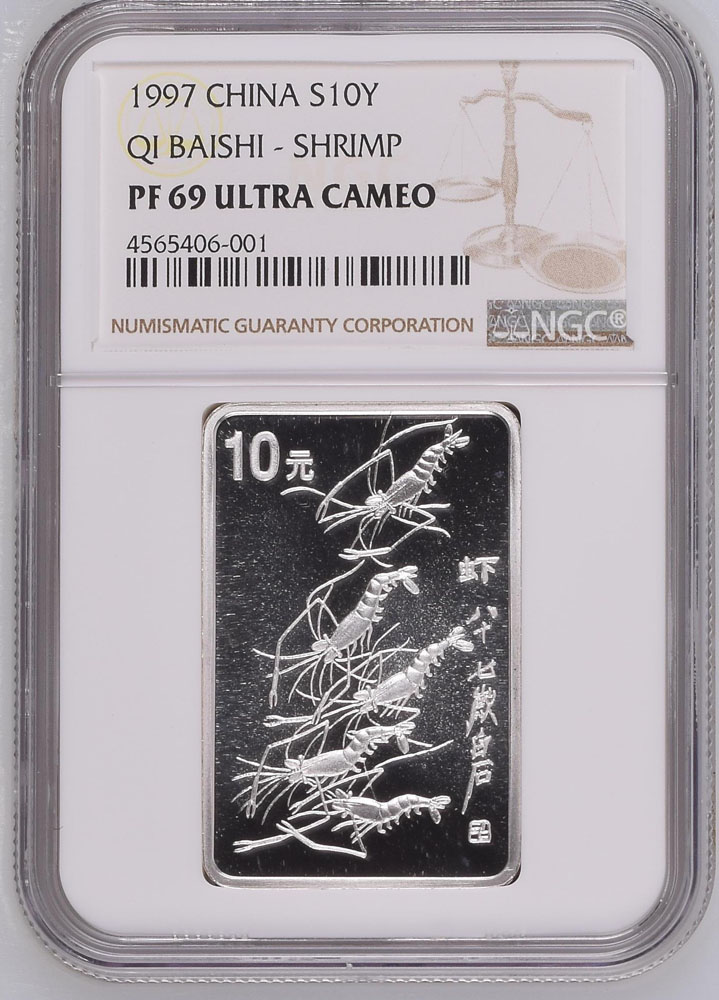 1997 CHINA S10Y
QI BAISHI - SHRIMP
PF 69 ULTRA CAMEO
4565406-001
NUMISMATIC GUARANTY CORPORATION
NGC®
10元
虾
八十七歲白石